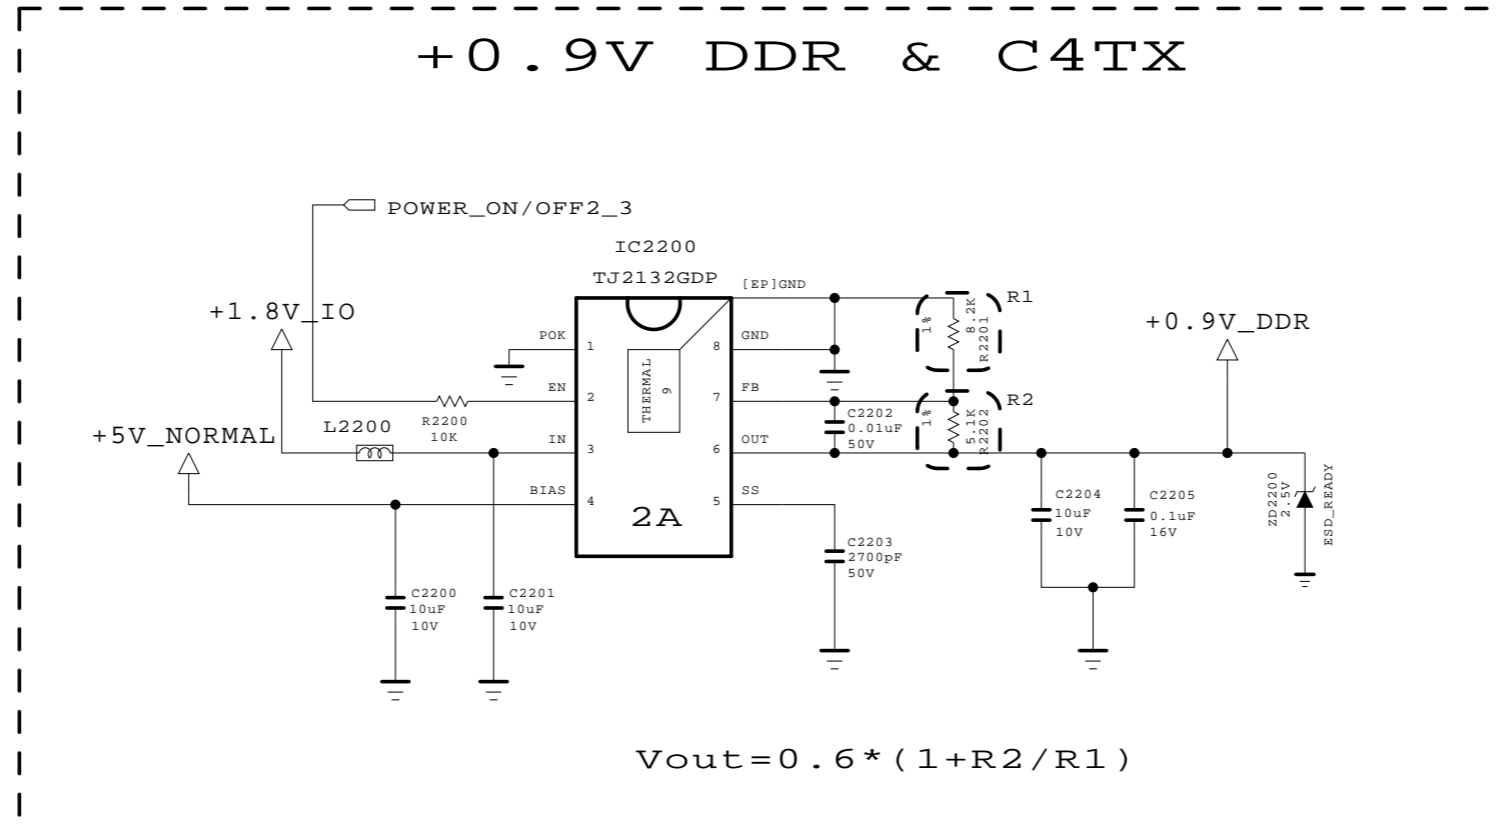 +0.9V DDR & C4TX
POWER_ON/OFF2_3
IC2200
TJ2132GDP
[EP]GND
R1
8.2K
R2201
1%
+1.8V_IO
+0.9V_DDR
POK
1
8
GND
THERMAL
9
EN
2
7
FB
R2
5.1K
R2202
1%
R2200
10K
C2202
0.01uF
50V
L2200
+5V_NORMAL
IN
3
6
OUT
BIAS
4
5
SS
2A
C2204
10uF
10V
C2205
0.1uF
16V
ZD2200
2.5V
ESD_READY
C2203
2700pF
50V
C2200
10uF
10V
C2201
10uF
10V
Vout=0.6*(1+R2/R1)